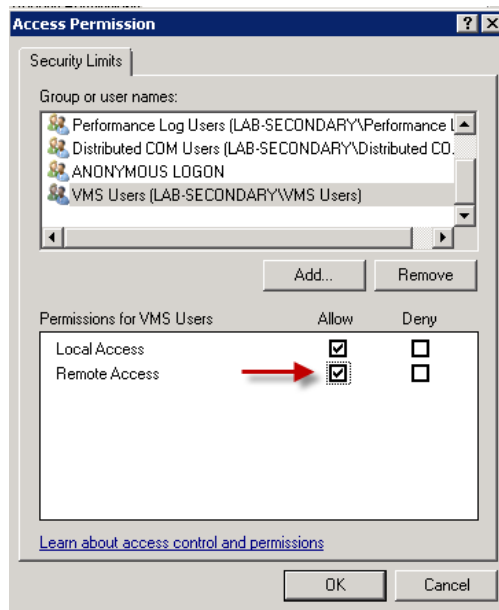 Access Permission
Security Limits
Group or user names:
Performance Log Users (LAB-SECONDARY\Performance L
Distributed COM Users (LAB-SECONDARY\Distributed CO.
ANONYMOUS LOGON
VMS Users (LAB-SECONDARY\VMS Users)
Add... Remove
Permissions for VMS Users Allow Deny
Local Access
Remote Access
Learn about access control and permissions
OK Cancel